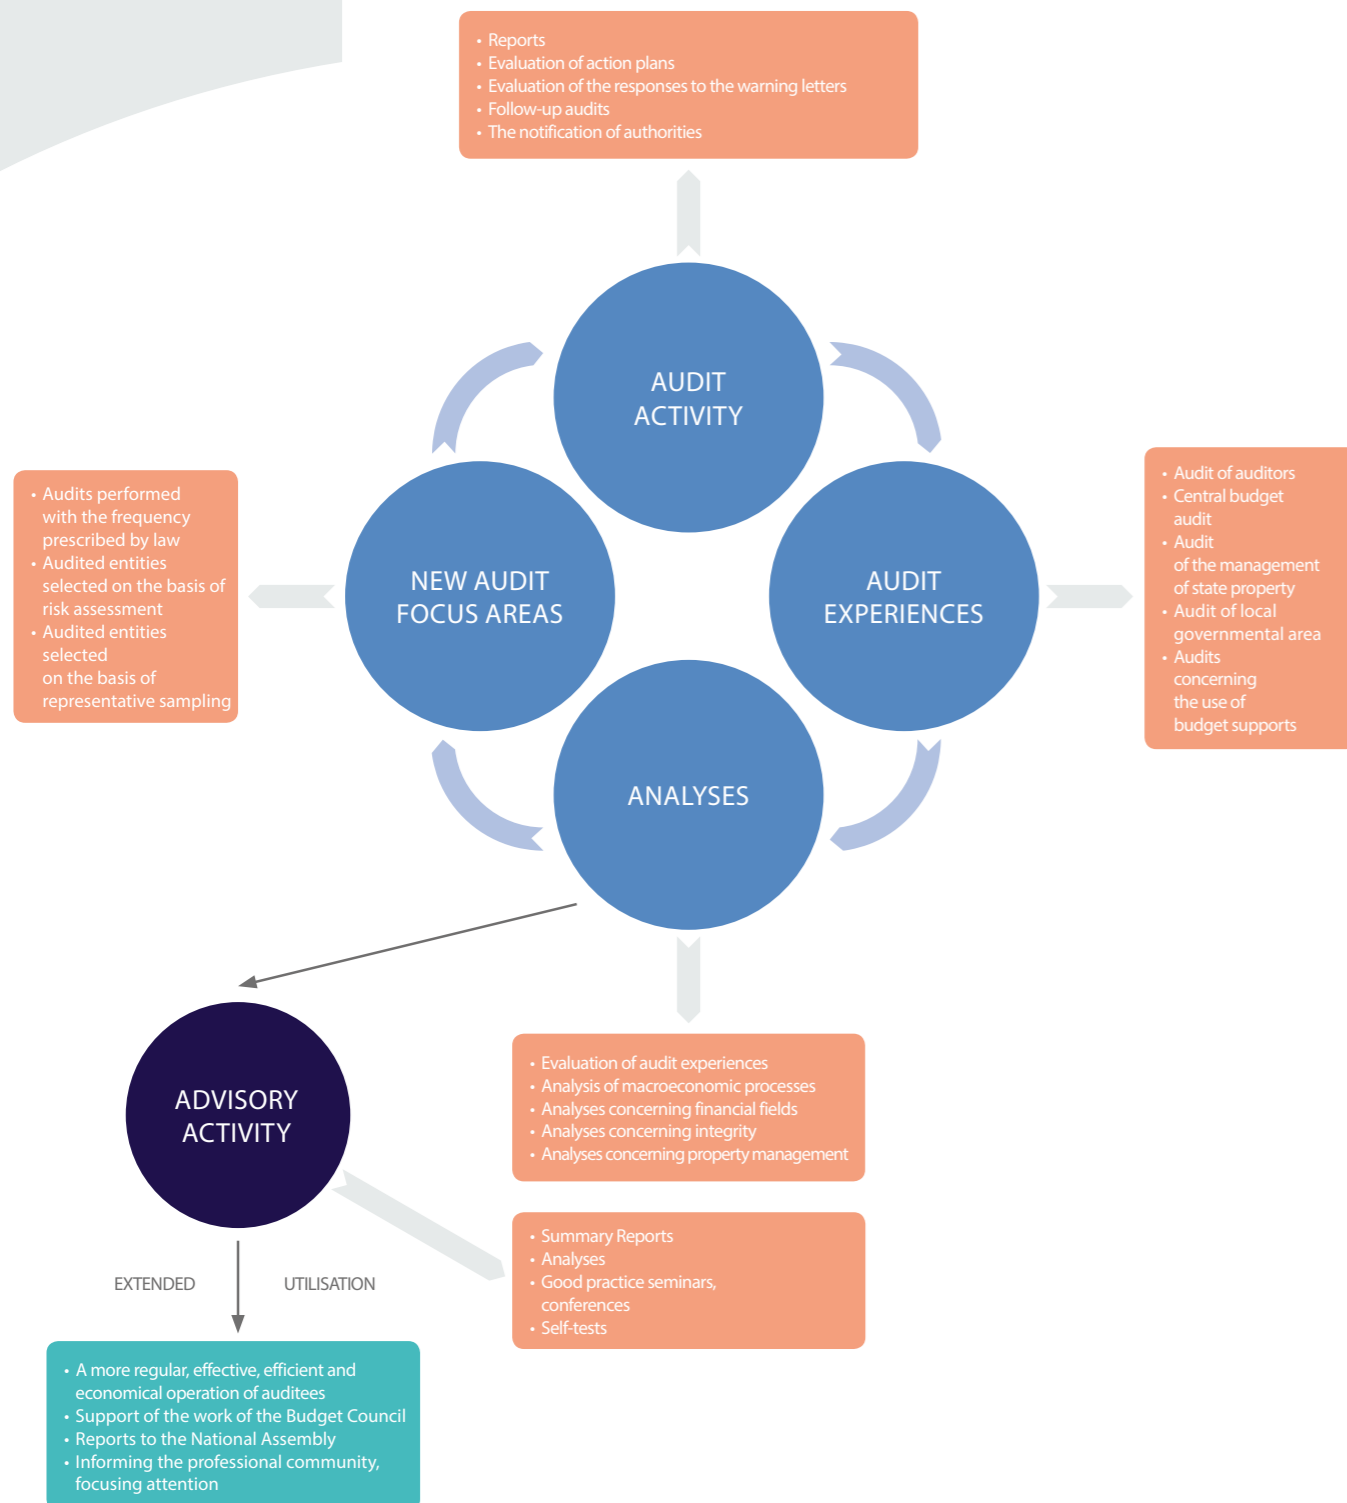 • Reports
• Evaluation of action plans
• Evaluation of the responses to the warning letters
• Follow-up audits
• The notification of authorities
AUDIT
ACTIVITY
• Audits performed
with the frequency
prescribed by law
• Audited entities
selected on the basis of
risk assessment
• Audited entities
selected
on the basis of
representative sampling
NEW AUDIT
FOCUS AREAS
AUDIT
EXPERIENCES
• Audit of auditors
• Central budget
audit
• Audit
of the management
of state property
• Audit of local
governmental area
• Audits
concerning
the use of
budget supports
ANALYSES
• Evaluation of audit experiences
• Analysis of macroeconomic processes
• Analyses concerning financial fields
• Analyses concerning integrity
• Analyses concerning property management
ADVISORY
ACTIVITY
• Summary Reports
• Analyses
• Good practice seminars,
conferences
• Self-tests
EXTENDED UTILISATION
• A more regular, effective, efficient and
economical operation of auditees
• Support of the work of the Budget Council
• Reports to the National Assembly
• Informing the professional community,
focusing attention